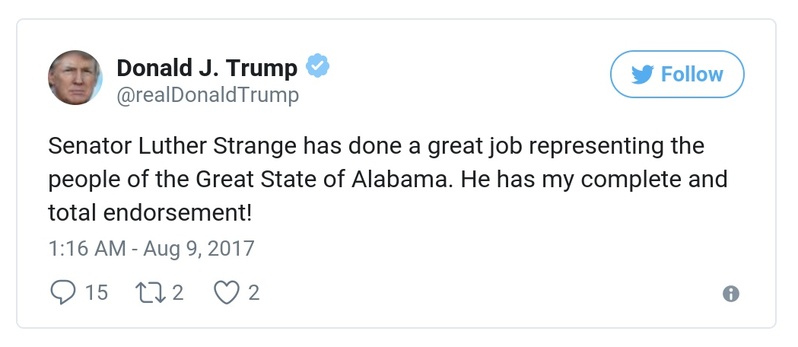 Donald J. Trump
@realDonaldTrump
Follow
Senator Luther Strange has done a great job representing the
people of the Great State of Alabama. He has my complete and
total endorsement!
1:16 AM - Aug 9, 2017
15 2 2